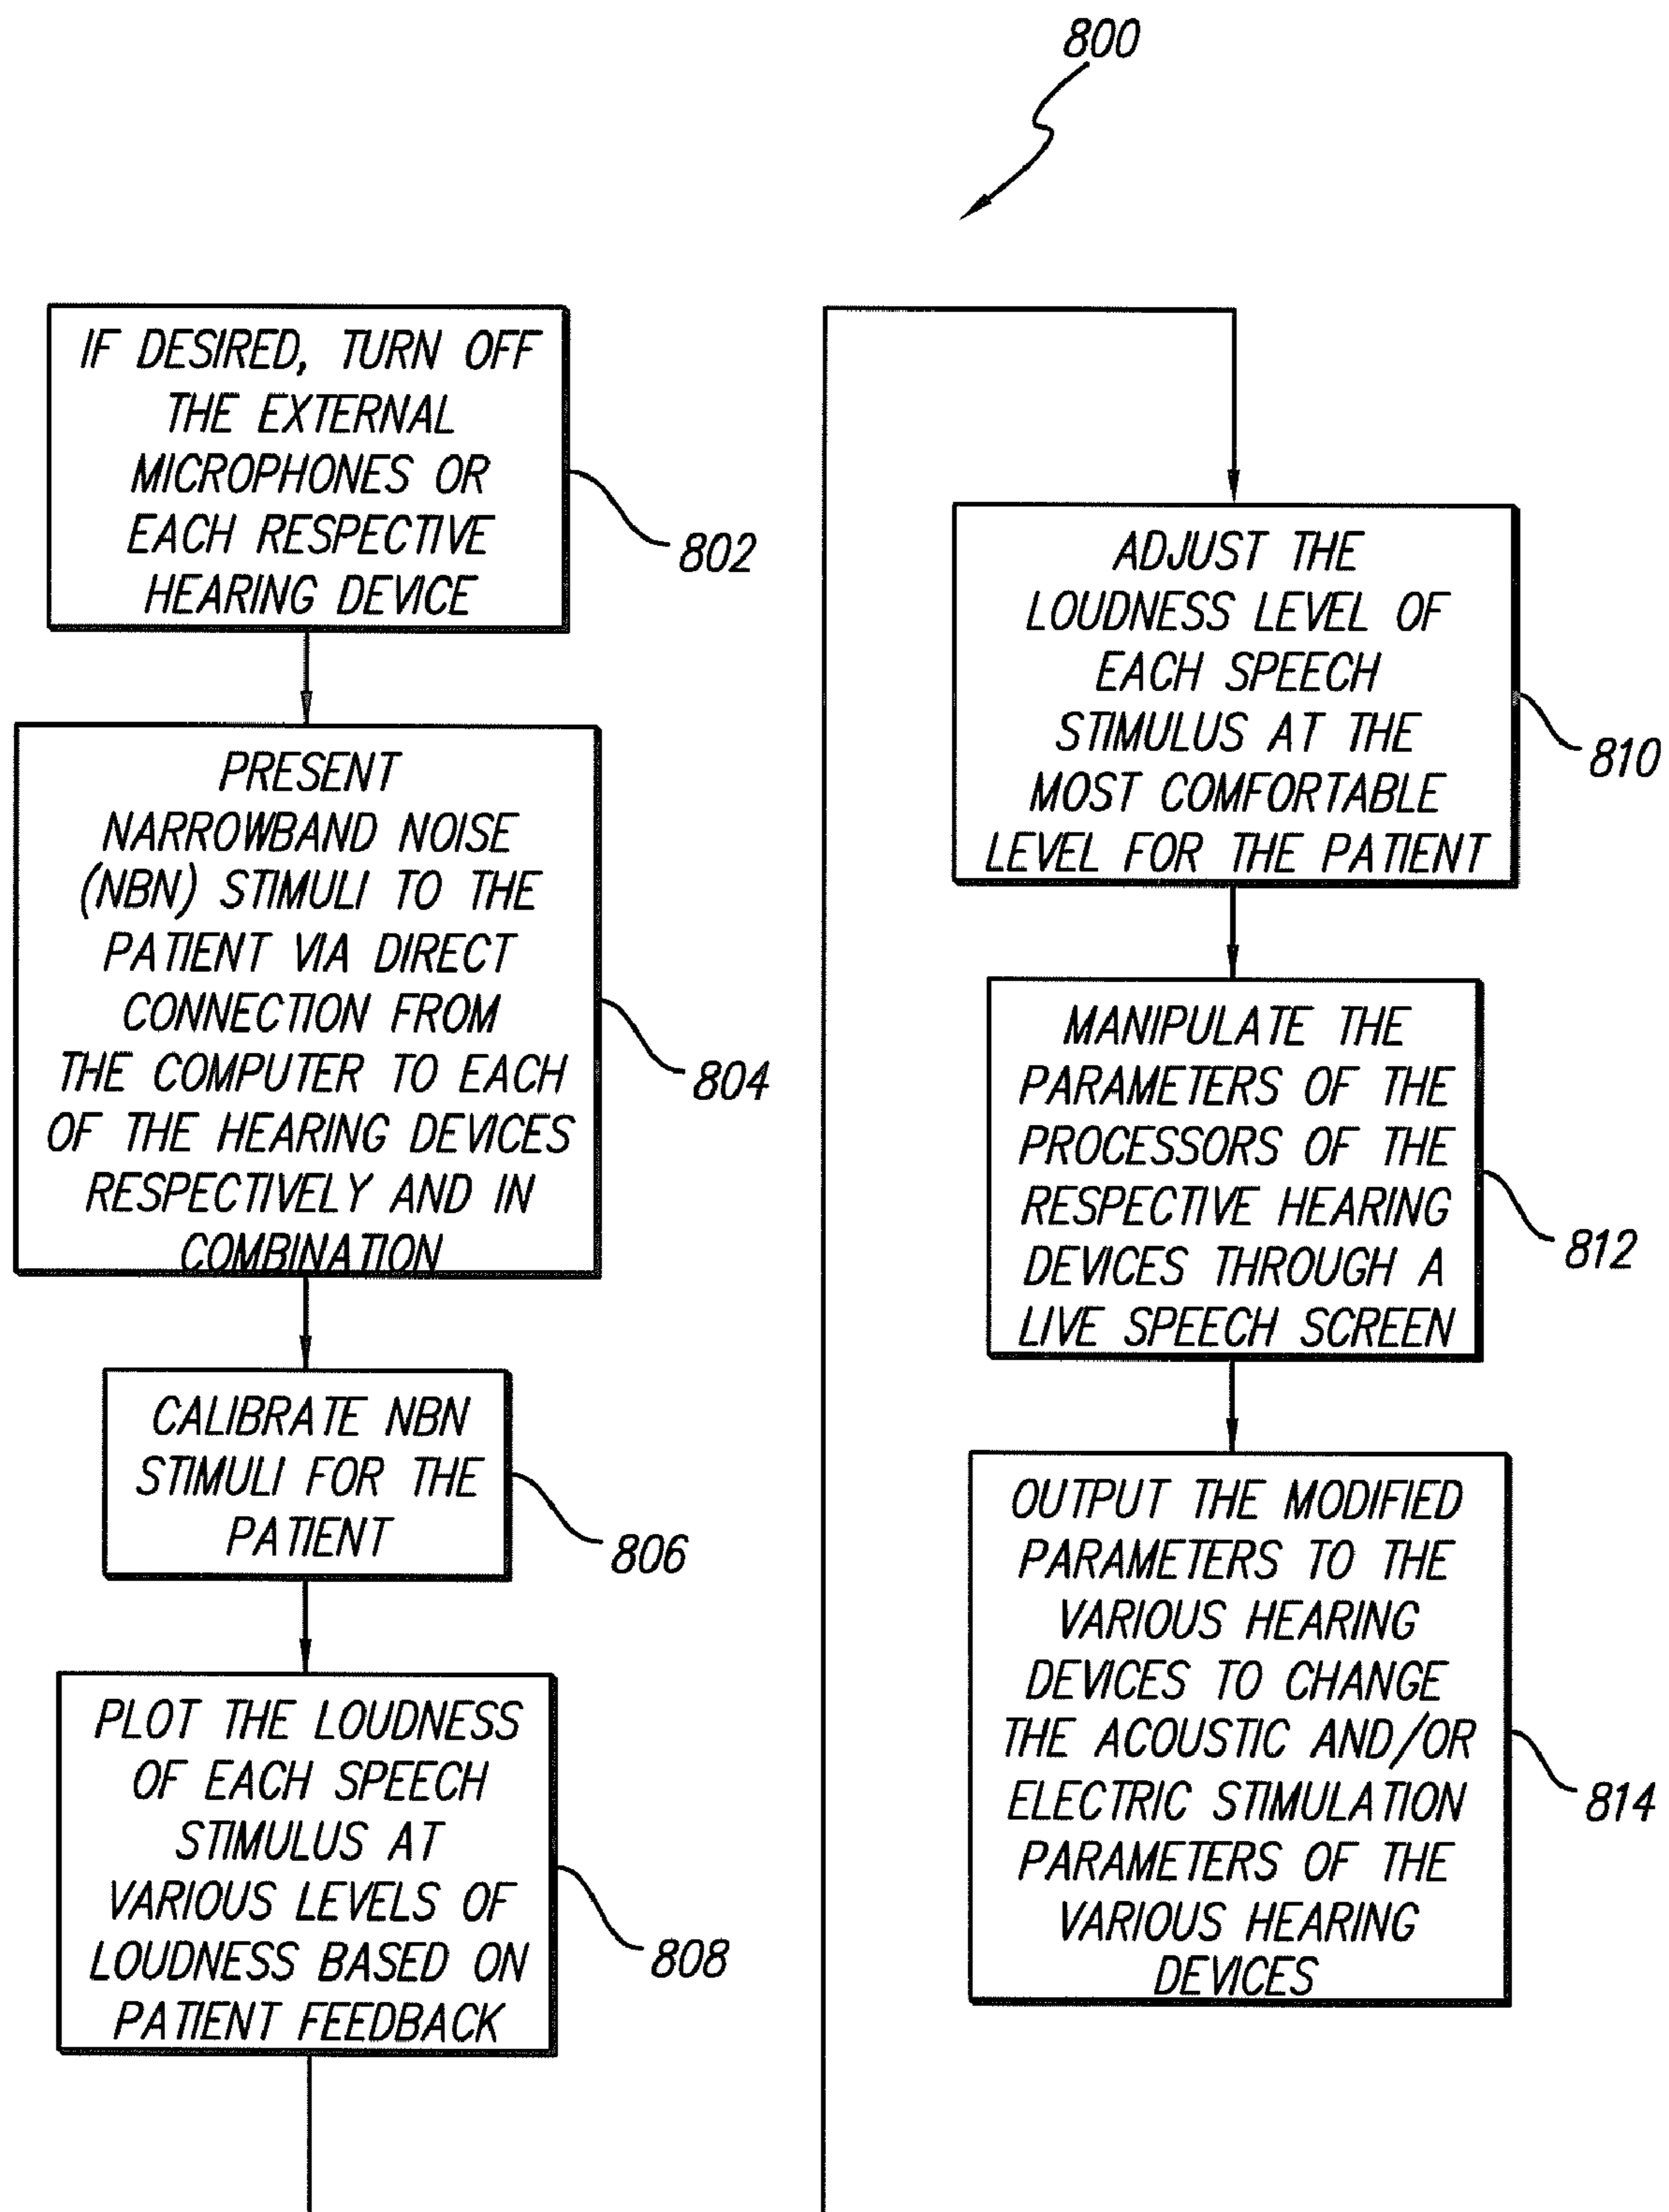 800
IF DESIRED, TURN OFF
THE EXTERNAL
MICROPHONES OR
EACH RESPECTIVE
HEARING DEVICE
802
PRESENT
NARROWBAND NOISE
(NBN) STIMULI TO THE
PATIENT VIA DIRECT
CONNECTION FROM
THE COMPUTER TO EACH
OF THE HEARING DEVICES
RESPECTIVELY AND IN
COMBINATION
804
CALIBRATE NBN
STIMULI FOR THE
PATIENT
806
PLOT THE LOUDNESS
OF EACH SPEECH
STIMULUS AT
VARIOUS LEVELS OF
LOUDNESS BASED ON
PATIENT FEEDBACK
808
ADJUST THE
LOUDNESS LEVEL OF
EACH SPEECH
STIMULUS AT THE
MOST COMFORTABLE
LEVEL FOR THE PATIENT
810
MANIPULATE THE
PARAMETERS OF THE
PROCESSORS OF THE
RESPECTIVE HEARING
DEVICES THROUGH A
LIVE SPEECH SCREEN
812
OUTPUT THE MODIFIED
PARAMETERS TO THE
VARIOUS HEARING
DEVICES TO CHANGE
THE ACOUSTIC AND/OR
ELECTRIC STIMULATION
PARAMETERS OF THE
VARIOUS HEARING
DEVICES
814